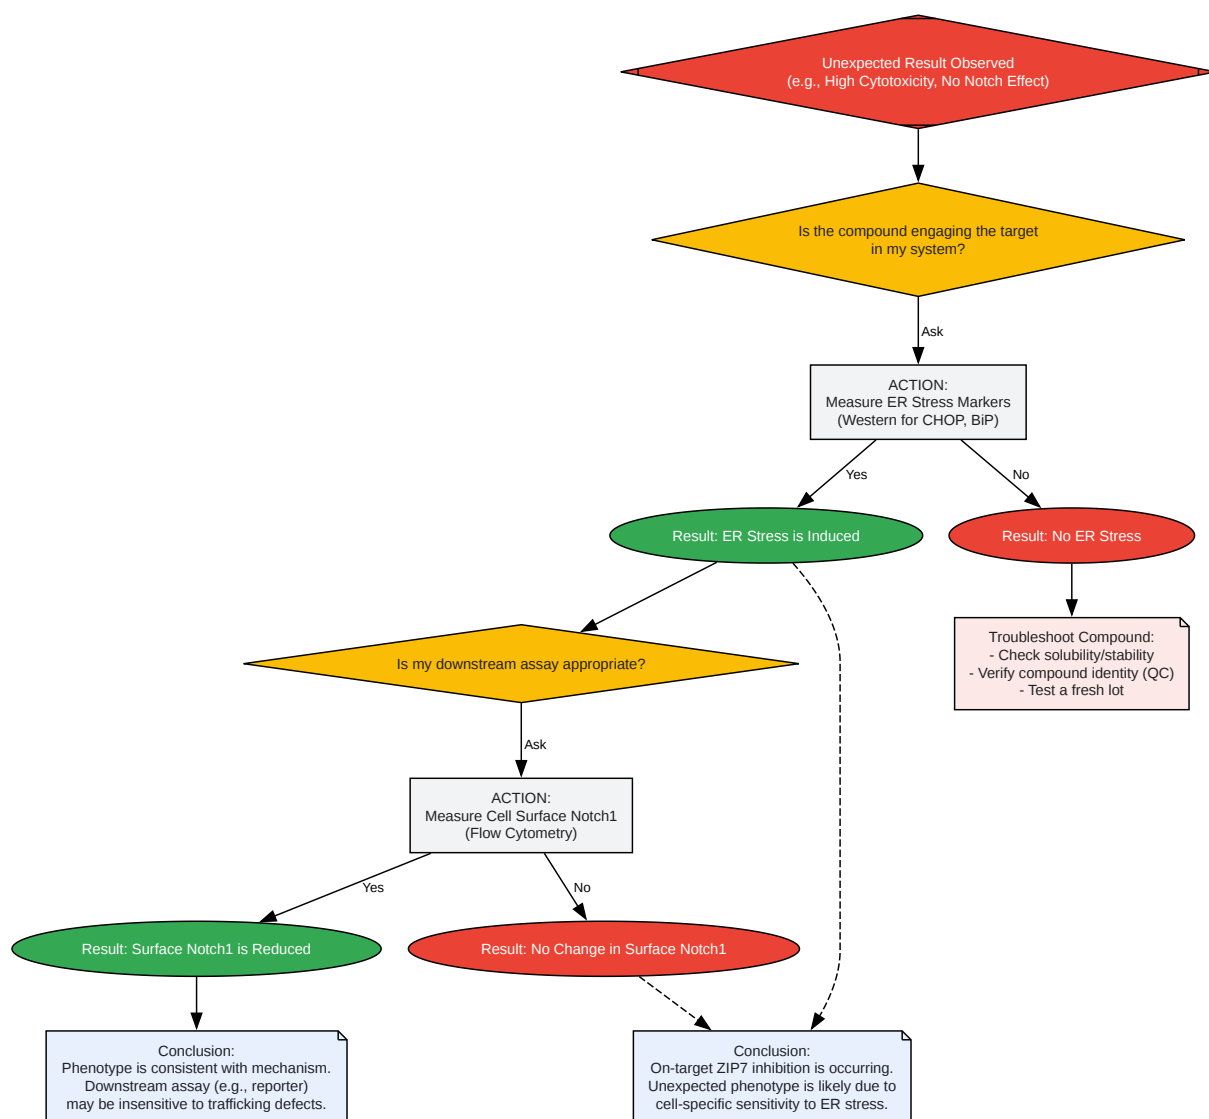 Unexpected Result Observed
(e.g., High Cytotoxicity, No Notch Effect)
Is the compound engaging the target
in my system?
Ask
ACTION:
Measure ER Stress Markers
(Western for CHOP, BiP)
Yes
No
Result: ER Stress is Induced
Result: No ER Stress
Troubleshoot Compound:
- Check solubility/stability
- Verify compound identity (QC)
- Test a fresh lot
Is my downstream assay appropriate?
Ask
ACTION:
Measure Cell Surface Notch1
(Flow Cytometry)
Yes
No
Result: Surface Notch1 is Reduced
Result: No Change in Surface Notch1
Conclusion:
Phenotype is consistent with mechanism.
Downstream assay (e.g., reporter)
may be insensitive to trafficking defects.
Conclusion:
On-target ZIP7 inhibition is occurring.
Unexpected phenotype is likely due to
cell-specific sensitivity to ER stress.